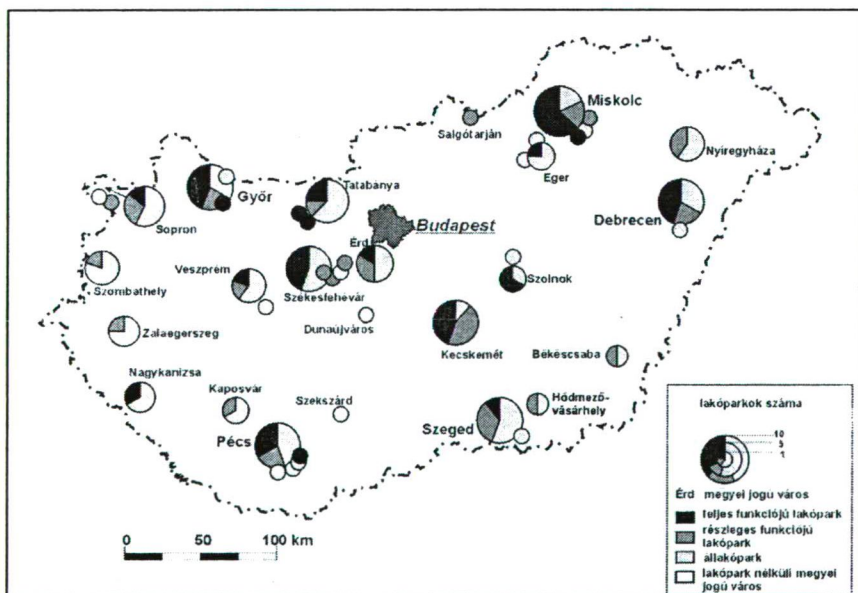 Miskolc
Salgótarján
Nyíregyháza
Eger
Tatabánya
Győr
Sopron
Debrecen
Budapest
Érd
Veszprém
Szombathely
Székesfehérvár
Szolnok
Dunaújváros
Zalaegerszeg
Kecskemét
Békéscsaba
Nagykanizsa
Kaposvár
Szekszárd
Hódmező-
vásárhely
Szeged
Pécs
lakóparkok száma
10
5
1
Érd megyei jogú város
teljes funkciójú lakópark
részleges funkciójú
lakópark
állakópark
lakópark nélküli megyei
jogú város
0 50 100 km